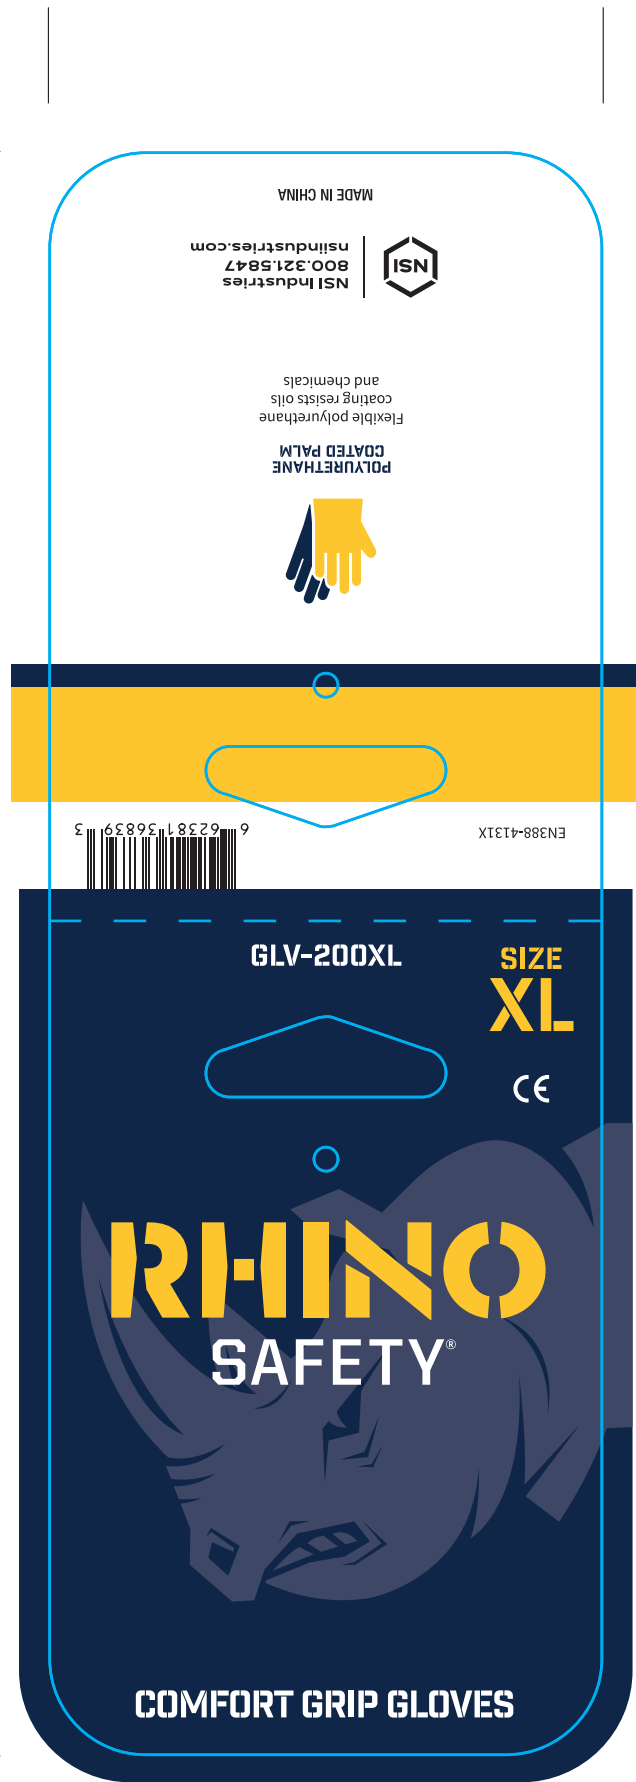 MADE IN CHINA
NSI
NSI Industries
800.321.5847
nsiindustries.com
POLYURETHANE
COATED PALM
Flexible polyurethane
coating resists oils
and chemicals
EN388-4131X
6 62381 36839 3
GLV-200XL
SIZE
XL
CE
RHINO
SAFETY®
COMFORT GRIP GLOVES